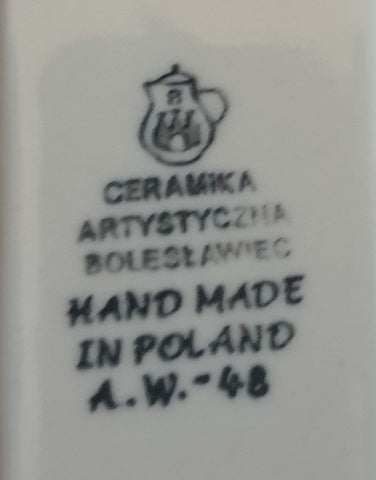 B
CERAMIKA
ARTYSTYCZNA
BOLESŁAWIEC
HAND MADE
IN POLAND
A.W.-48